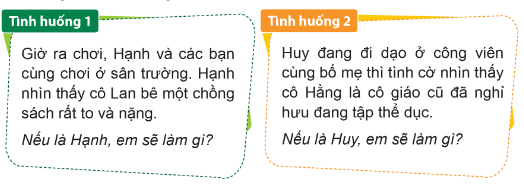 Tình huống 1
Giờ ra chơi, Hạnh và các bạn
cùng chơi ở sân trường. Hạnh
nhìn thấy cô Lan bê một chồng
sách rất to và nặng.
Nếu là Hạnh, em sẽ làm gì?
Tình huống 2
Huy đang đi dạo ở công viên
cùng bố mẹ thì tình cờ nhìn thấy
cô Hằng là cô giáo cũ đã nghỉ
hưu đang tập thể dục.
Nếu là Huy, em sẽ làm gì?